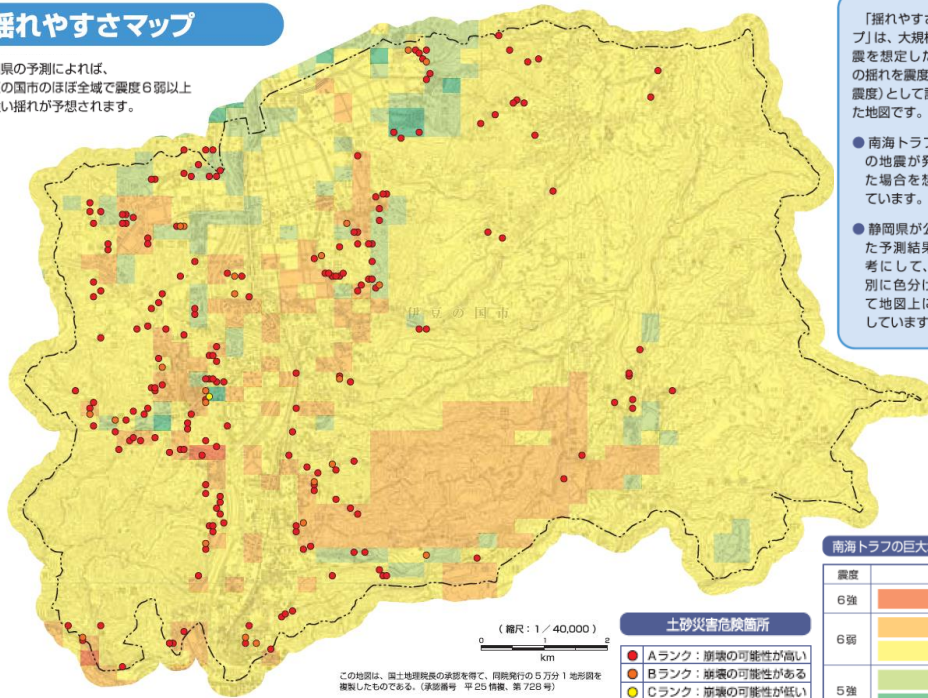 揺れやすさマップ
県の予測によれば、
の国市のほぼ全域で震度6弱以上
い揺れが予想されます。
「揺れやすさ
プ」は、大規模
震を想定した
の揺れを震度
震度)として
た地図です。
● 南海トラフ
の地震が発
た場合を想
ています。
● 静岡県が公
た予測結果
考にして、
別に色分け
て地図上に
しています
伊豆の国市
(縮尺:1/40,000)
0 1 2
km
この地図は、国土地理院長の承認を得て、同院発行の5万分1地形図を
複製したものである。(承認番号 平25情複、第728号)
土砂災害危険箇所
Aランク:崩壊の可能性が高い
Bランク:崩壊の可能性がある
Cランク:崩壊の可能性が低い
南海トラフの巨大
震度
6強
6弱
5強